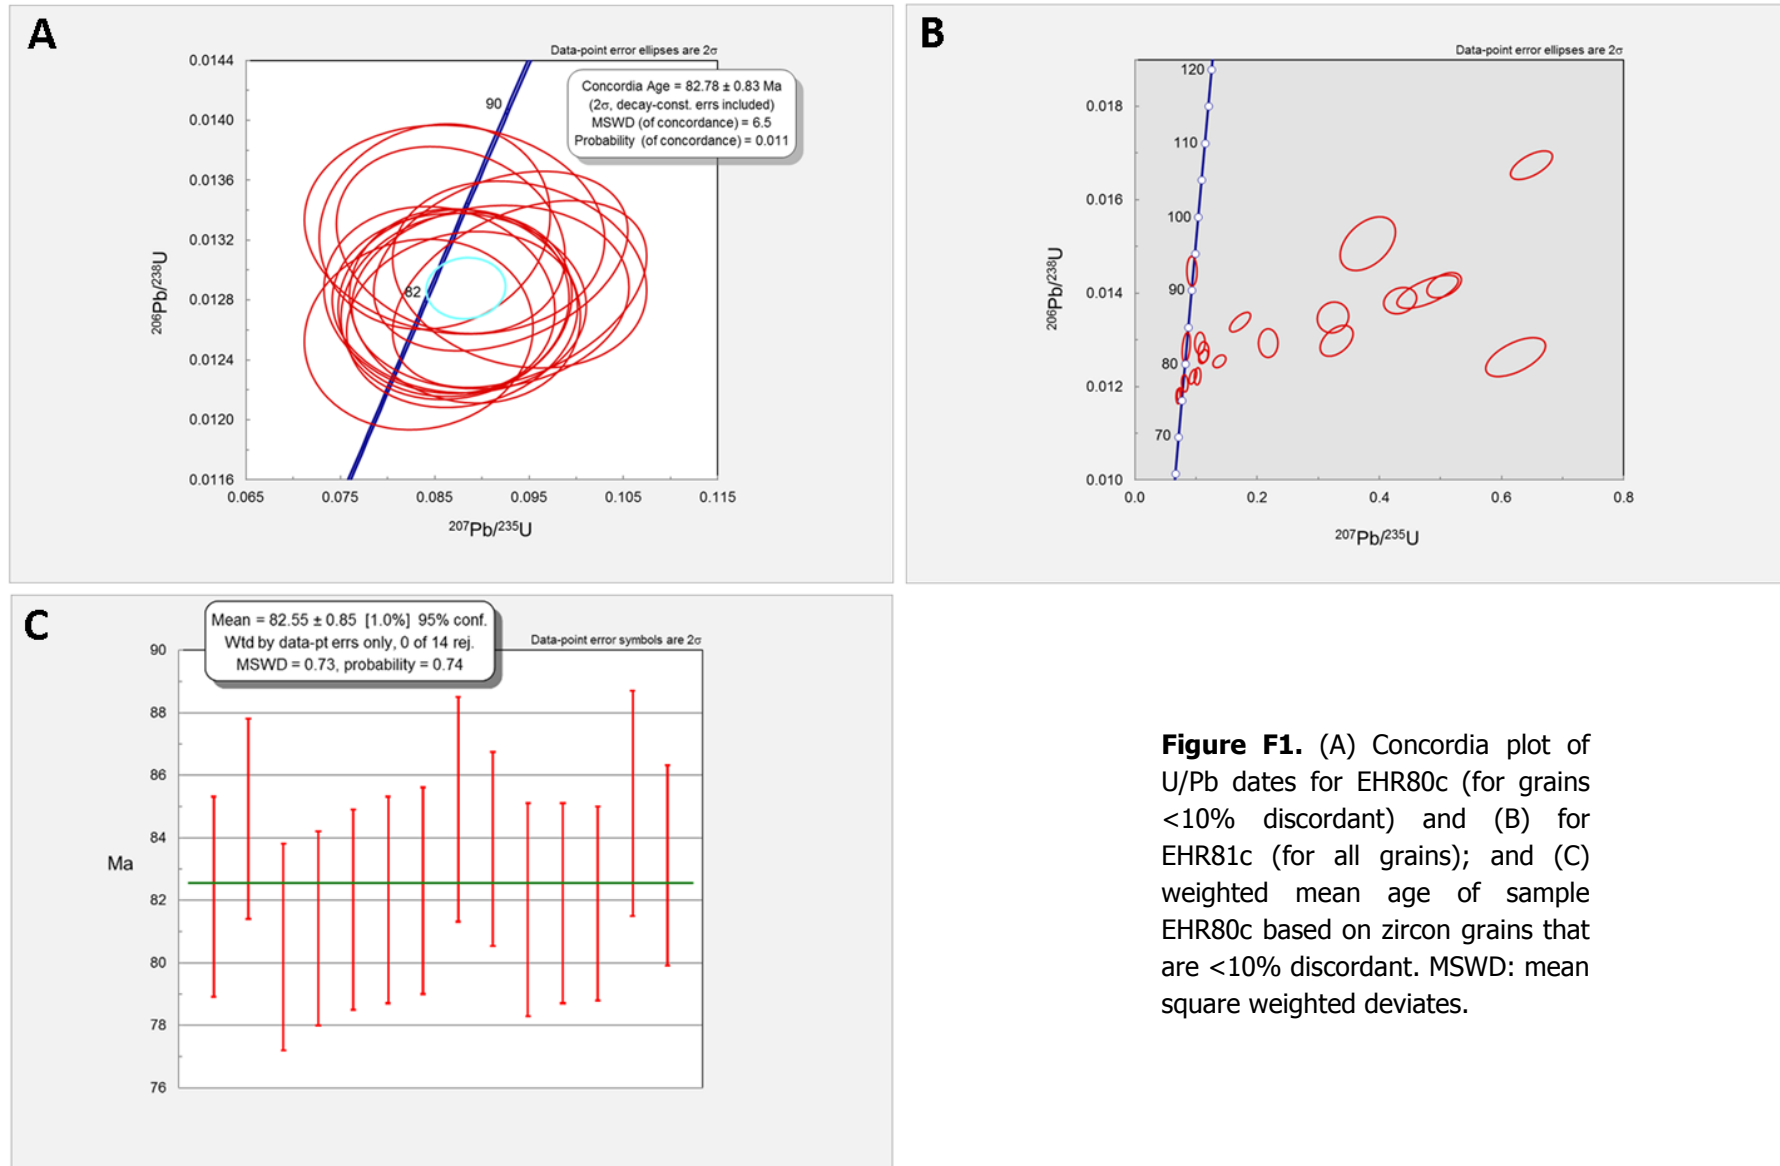 A
Data-point error ellipses are 2σ
Concordia Age = 82.78 ± 0.83 Ma
(2σ, decay-const. errs included)
MSWD (of concordance) = 6.5
Probability (of concordance) = 0.011
0.0144
0.0140
0.0136
0.0132
0.0128
0.0124
0.0120
0.0116
90
82
206Pb/238U
0.065 0.075 0.085 0.095 0.105 0.115
207Pb/235U
B
Data-point error ellipses are 2σ
0.018
0.016
0.014
0.012
0.010
120
110
100
90
80
70
206Pb/238U
0.0 0.2 0.4 0.6 0.8
207Pb/235U
C
Mean = 82.55 ± 0.85 [1.0%] 95% conf.
Wtd by data-pt errs only, 0 of 14 rej.
MSWD = 0.73, probability = 0.74
Data-point error symbols are 2σ
90
88
86
84
82
80
78
76
Ma
Figure F1. (A) Concordia plot of
U/Pb dates for EHR80c (for grains
<10% discordant) and (B) for
EHR81c (for all grains); and (C)
weighted mean age of sample
EHR80c based on zircon grains that
are <10% discordant. MSWD: mean
square weighted deviates.